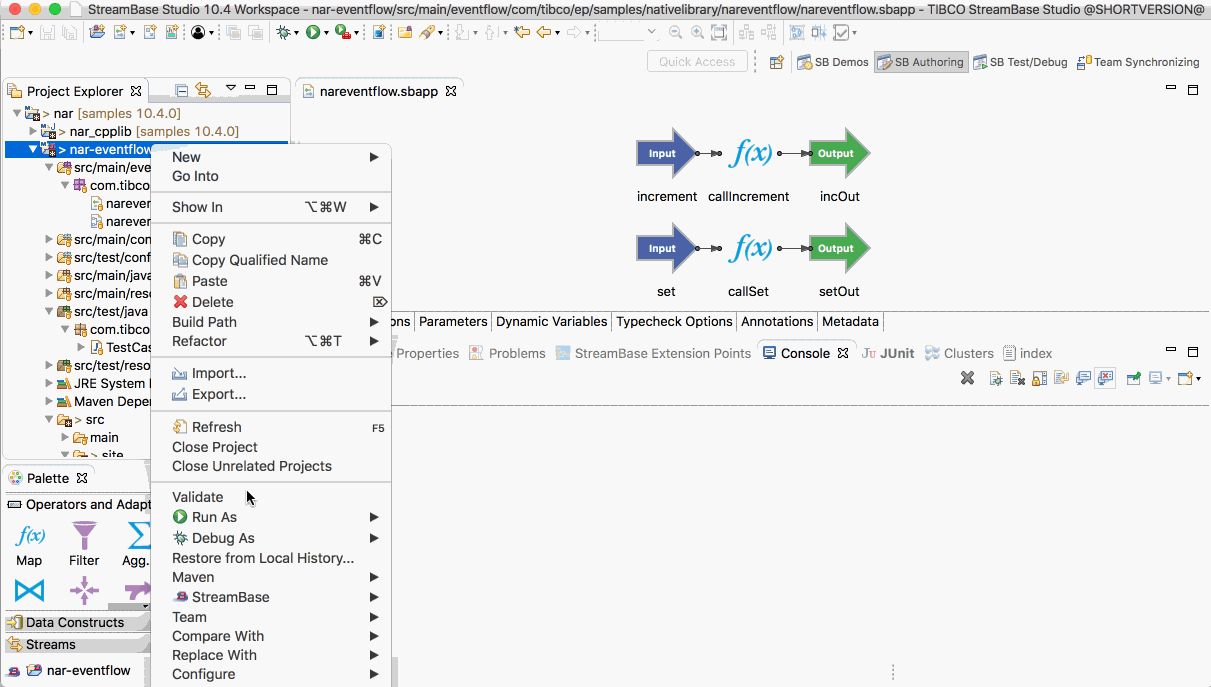 StreamBase Studio 10.4 Workspace - nar-eventflow/src/main/eventflow/com/tibco/ep/samples/nativelibrary/nareventflow/nareventflow.sbapp - TIBCO StreamBase Studio @SHORTVERSION@
Quick Access
SB Demos
SB Authoring
SB Test/Debug
Team Synchronizing
Project Explorer
nareventflow.sbapp
> nar [samples 10.4.0]
> nar_cpplib [samples 10.4.0]
> nar-eventflow
src/main/eve
com.tibco
narever
narever
src/main/con
src/test/conf
src/main/java
src/main/reso
src/test/java
com.tibco
TestCas
src/test/reso
JRE System
Maven Depe
> src
main
> site
New
Go Into
Show In ⌥⌘W
Copy ⌘C
Copy Qualified Name
Paste ⌘V
Delete ⌦
Build Path
Refactor ⌥⌘T
Import...
Export...
Refresh F5
Close Project
Close Unrelated Projects
Validate
Run As
Debug As
Restore from Local History...
Maven
StreamBase
Team
Compare With
Replace With
Configure
Input f(x) Output
increment callIncrement incOut
Input f(x) Output
set callSet setOut
ons Parameters Dynamic Variables Typecheck Options Annotations Metadata
Properties Problems StreamBase Extension Points Console JUnit Clusters index
Palette
Operators and Adapt
f(x)
Map Filter Agg.
Data Constructs
Streams
nar-eventflow